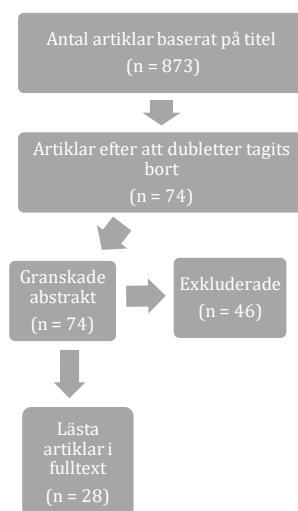 Antal artiklar baserat på titel
(n = 873)
Artiklar efter att dubletter tagits
bort
(n = 74)
Granskade
abstrakt
(n = 74)
Exkluderade
(n = 46)
Lästa
artiklar i
fulltext
(n = 28)